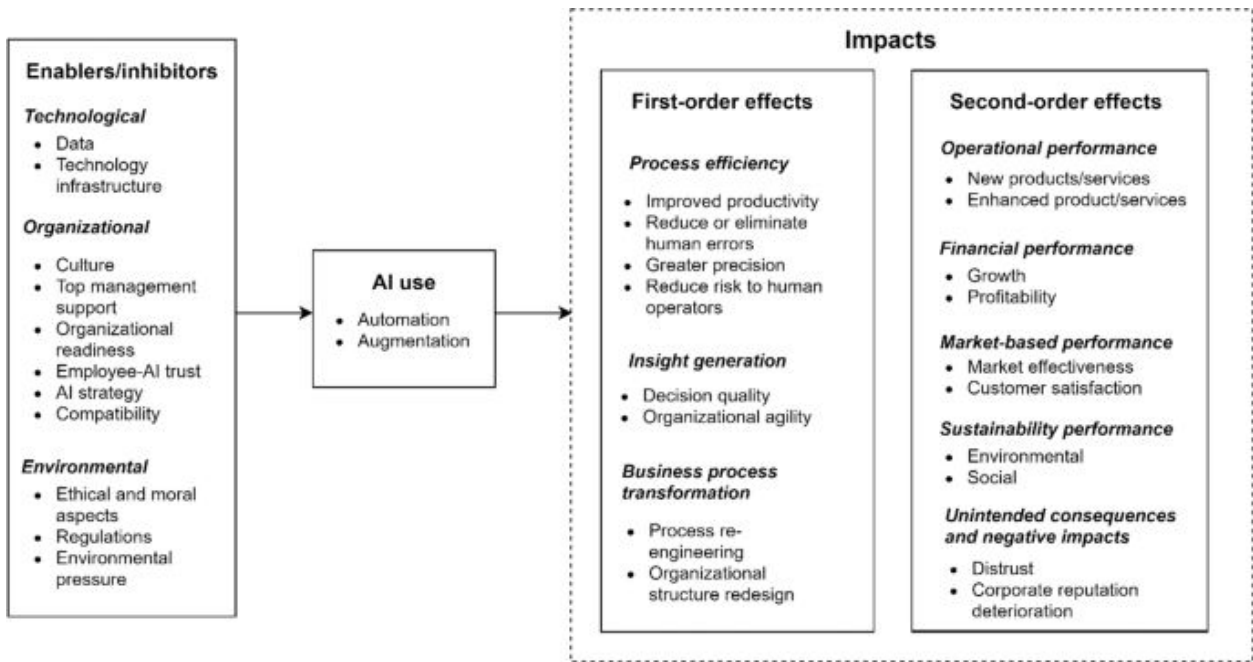 Enablers/inhibitors
Technological
• Data
• Technology
infrastructure
Organizational
• Culture
• Top management
support
• Organizational
readiness
• Employee-AI trust
• AI strategy
• Compatibility
Environmental
• Ethical and moral
aspects
• Regulations
• Environmental
pressure
AI use
• Automation
• Augmentation
Impacts
First-order effects
Process efficiency
• Improved productivity
• Reduce or eliminate
human errors
• Greater precision
• Reduce risk to human
operators
Insight generation
• Decision quality
• Organizational agility
Business process
transformation
• Process re-
engineering
• Organizational
structure redesign
Second-order effects
Operational performance
• New products/services
• Enhanced product/services
Financial performance
• Growth
• Profitability
Market-based performance
• Market effectiveness
• Customer satisfaction
Sustainability performance
• Environmental
• Social
Unintended consequences
and negative impacts
• Distrust
• Corporate reputation
deterioration